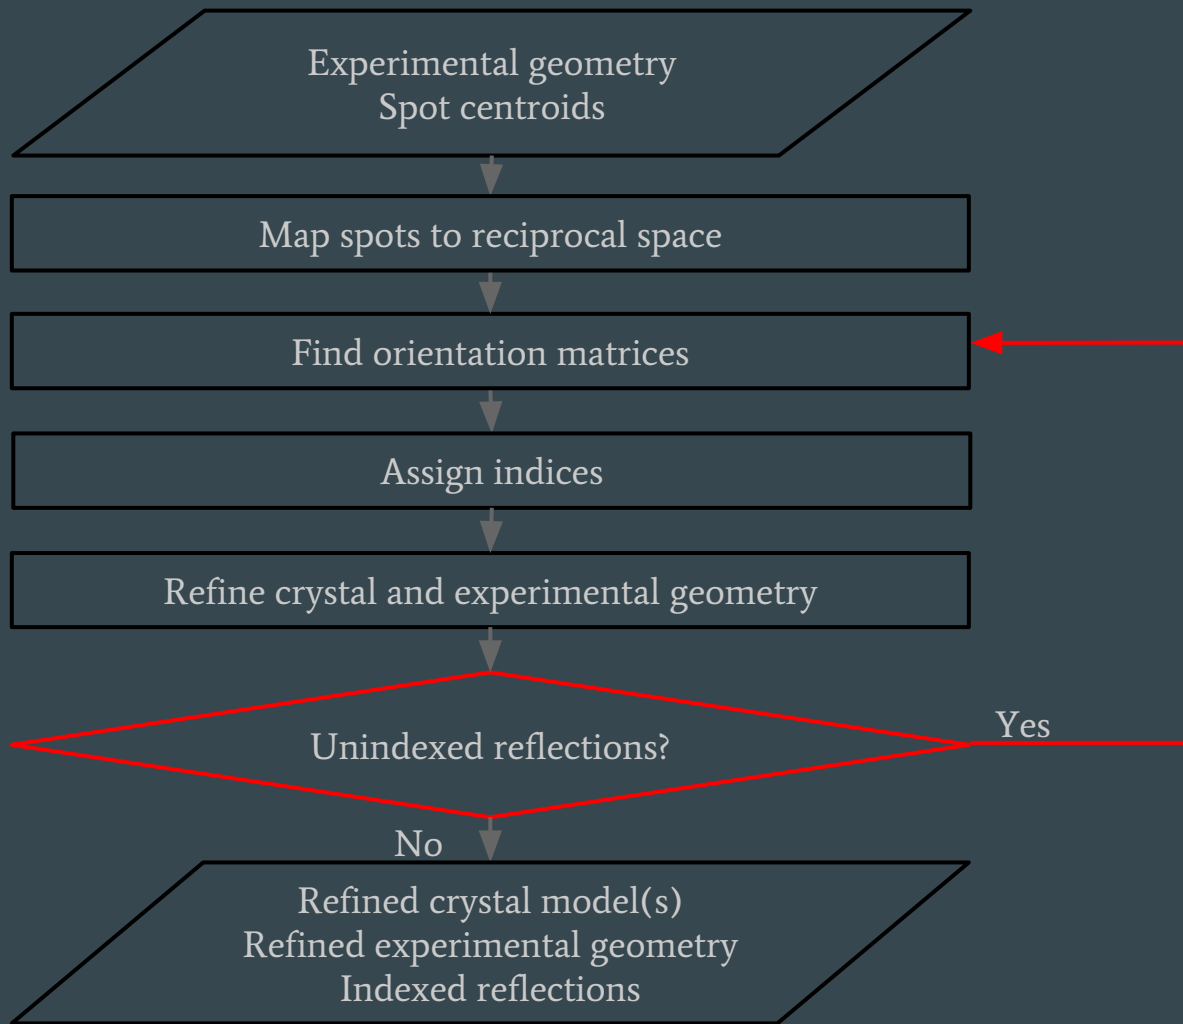 Experimental geometry
Spot centroids
Map spots to reciprocal space
Find orientation matrices
Assign indices
Refine crystal and experimental geometry
Unindexed reflections?
Yes
No
Refined crystal model(s)
Refined experimental geometry
Indexed reflections